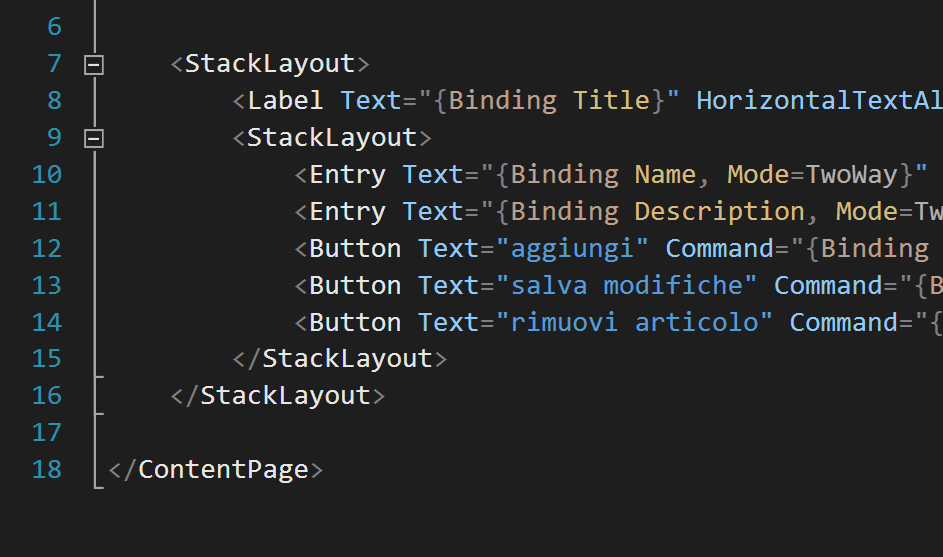 6
7 <StackLayout>
8 <Label Text="{Binding Title}" HorizontalTextAl
9 <StackLayout>
10 <Entry Text="{Binding Name, Mode=TwoWay}"
11 <Entry Text="{Binding Description, Mode=Tw
12 <Button Text="aggiungi" Command="{Binding
13 <Button Text="salva modifiche" Command="{B
14 <Button Text="rimuovi articolo" Command="{
15 </StackLayout>
16 </StackLayout>
17
18 </ContentPage>